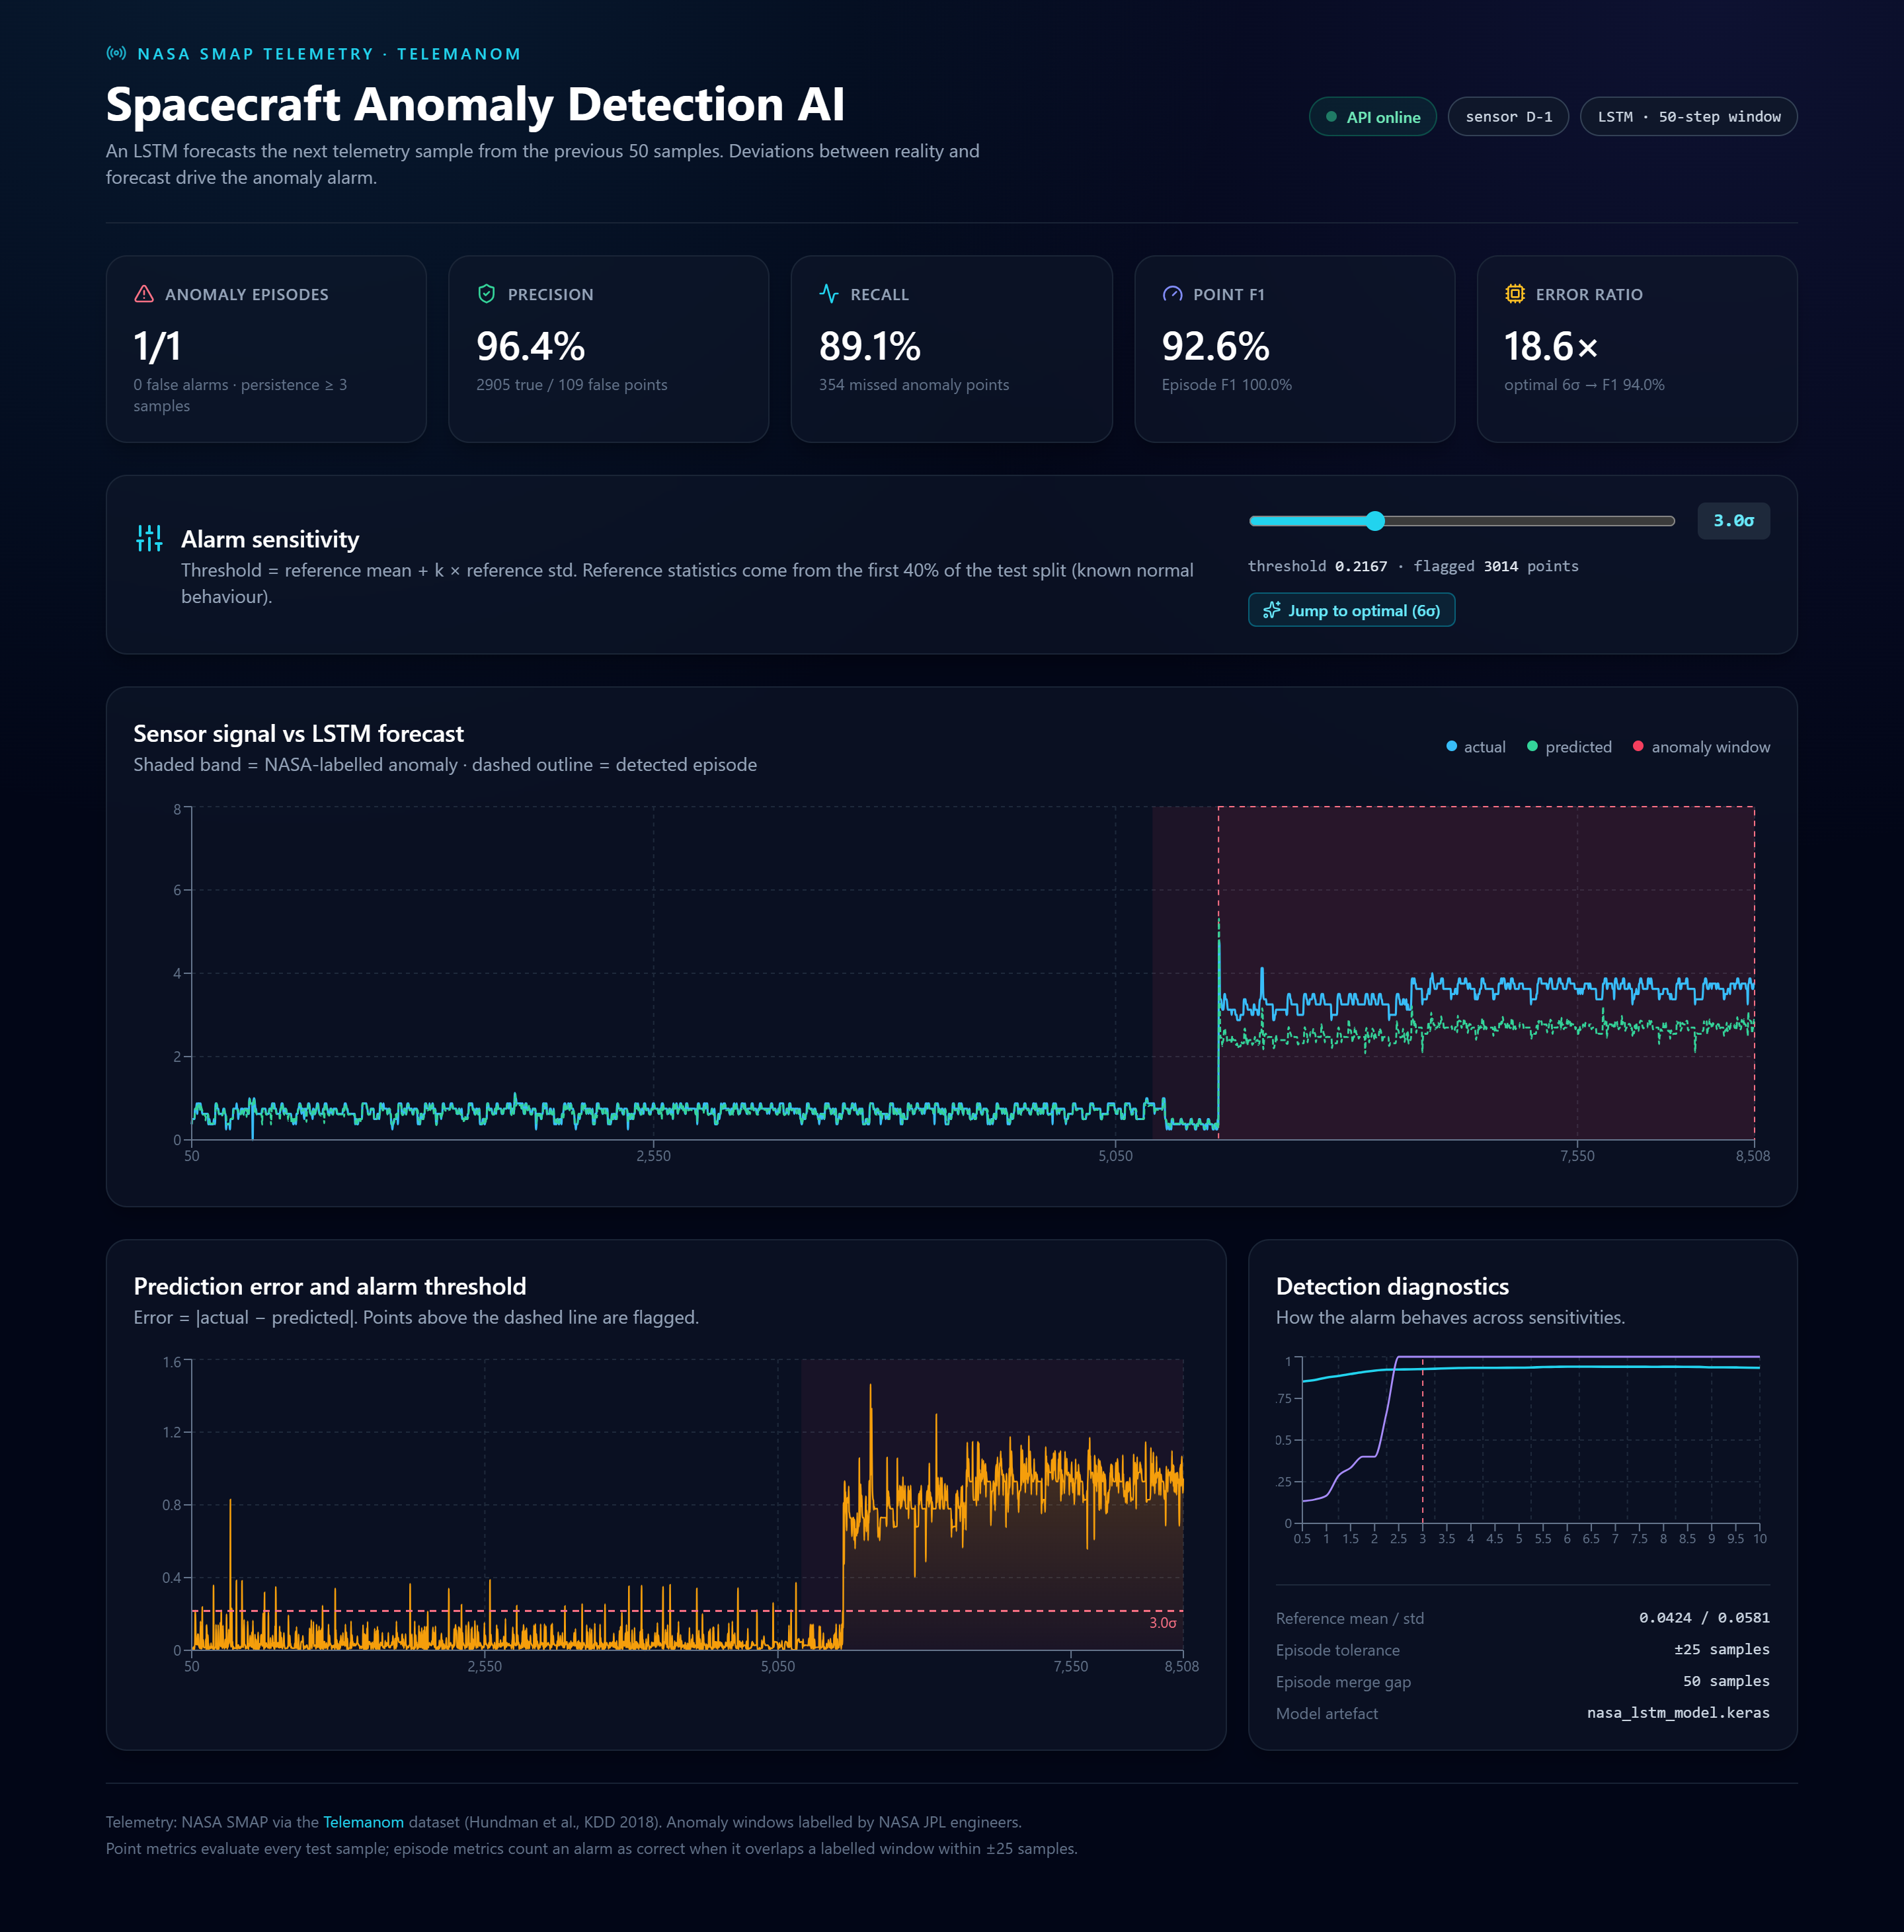 NASA SMAP TELEMETRY · TELEMANOM
Spacecraft Anomaly Detection AI
An LSTM forecasts the next telemetry sample from the previous 50 samples. Deviations between reality and
forecast drive the anomaly alarm.
API online
sensor D-1
LSTM · 50-step window
ANOMALY EPISODES
1/1
0 false alarms · persistence ≥ 3
samples
PRECISION
96.4%
2905 true / 109 false points
RECALL
89.1%
354 missed anomaly points
POINT F1
92.6%
Episode F1 100.0%
ERROR RATIO
18.6×
optimal 6σ → F1 94.0%
Alarm sensitivity
Threshold = reference mean + k × reference std. Reference statistics come from the first 40% of the test split (known normal
behaviour).
3.0σ
threshold 0.2167 · flagged 3014 points
Jump to optimal (6σ)
Sensor signal vs LSTM forecast
Shaded band = NASA-labelled anomaly · dashed outline = detected episode
actual
predicted
anomaly window
8
6
4
2
0
50 2,550 5,050 7,550 8,508
Prediction error and alarm threshold
Error = |actual − predicted|. Points above the dashed line are flagged.
1.6
1.2
0.8
0.4
0
3.0σ
50 2,550 5,050 7,550 8,508
Detection diagnostics
How the alarm behaves across sensitivities.
1
.75
0.5
.25
0
0.5 1 1.5 2 2.5 3 3.5 4 4.5 5 5.5 6 6.5 7 7.5 8 8.5 9 9.5 10
Reference mean / std 0.0424 / 0.0581
Episode tolerance ±25 samples
Episode merge gap 50 samples
Model artefact nasa_lstm_model.keras
Telemetry: NASA SMAP via the Telemanom dataset (Hundman et al., KDD 2018). Anomaly windows labelled by NASA JPL engineers.
Point metrics evaluate every test sample; episode metrics count an alarm as correct when it overlaps a labelled window within ±25 samples.